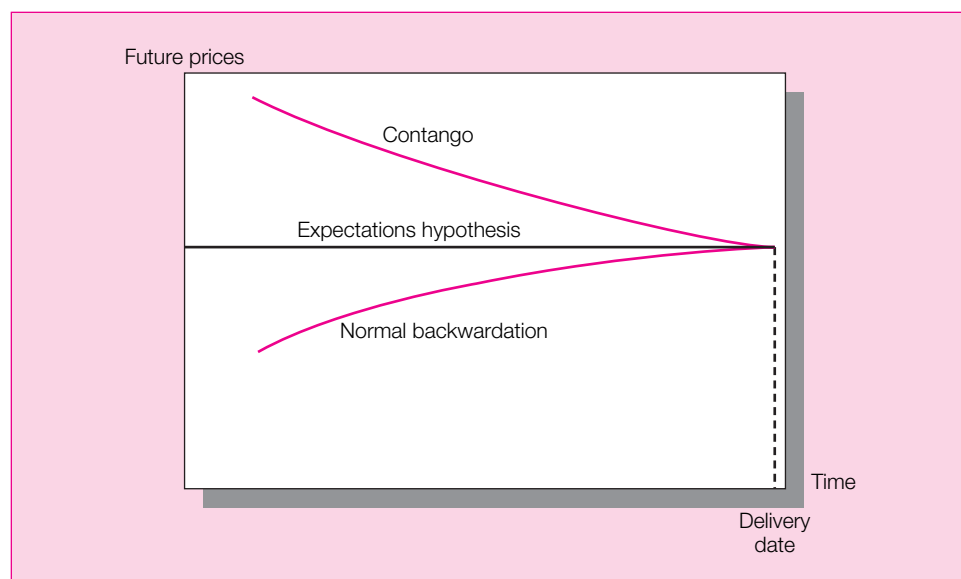 Future prices
Contango
Expectations hypothesis
Normal backwardation
Time
Delivery
date